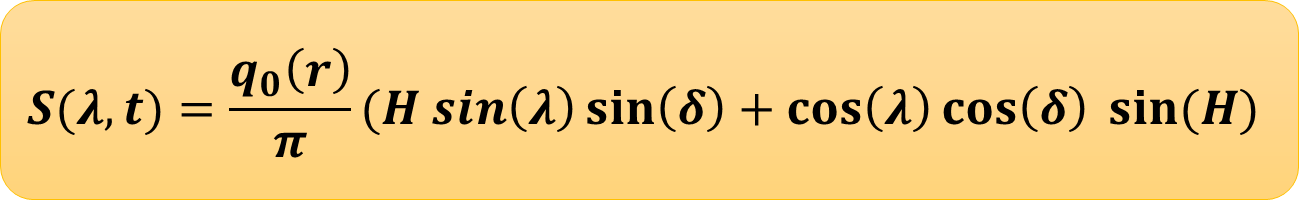 S(λ, t) = q₀(r)/π (H sin(λ) sin(δ) + cos(λ) cos(δ) sin(H)